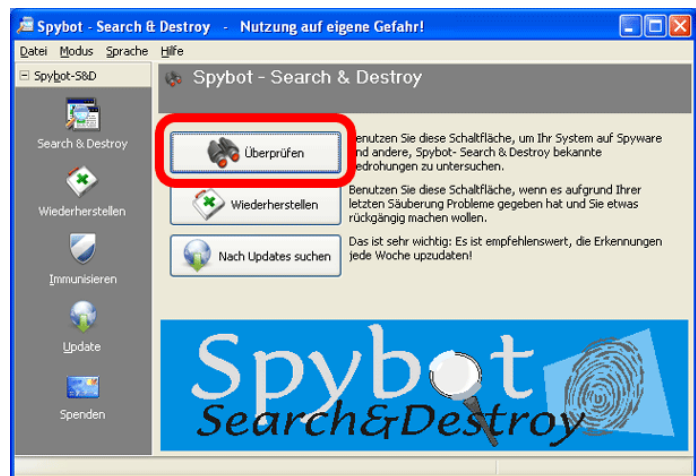 Spybot - Search & Destroy - Nutzung auf eigene Gefahr!
Datei Modus Sprache Hilfe
Spybot-S&D
Search & Destroy
Wiederherstellen
Immunisieren
Update
Spenden
Spybot - Search & Destroy
Überprüfen
enutzen Sie diese Schaltfläche, um Ihr System auf Spyware
nd andere, Spybot- Search & Destroy bekannte
edrohungen zu untersuchen.
Wiederherstellen
Benutzen Sie diese Schaltfläche, wenn es aufgrund Ihrer
letzten Säuberung Probleme gegeben hat und Sie etwas
rückgängig machen wollen.
Nach Updates suchen
Das ist sehr wichtig: Es ist empfehlenswert, die Erkennungen
jede Woche upzudaten!
Spybot
Search&Destroy